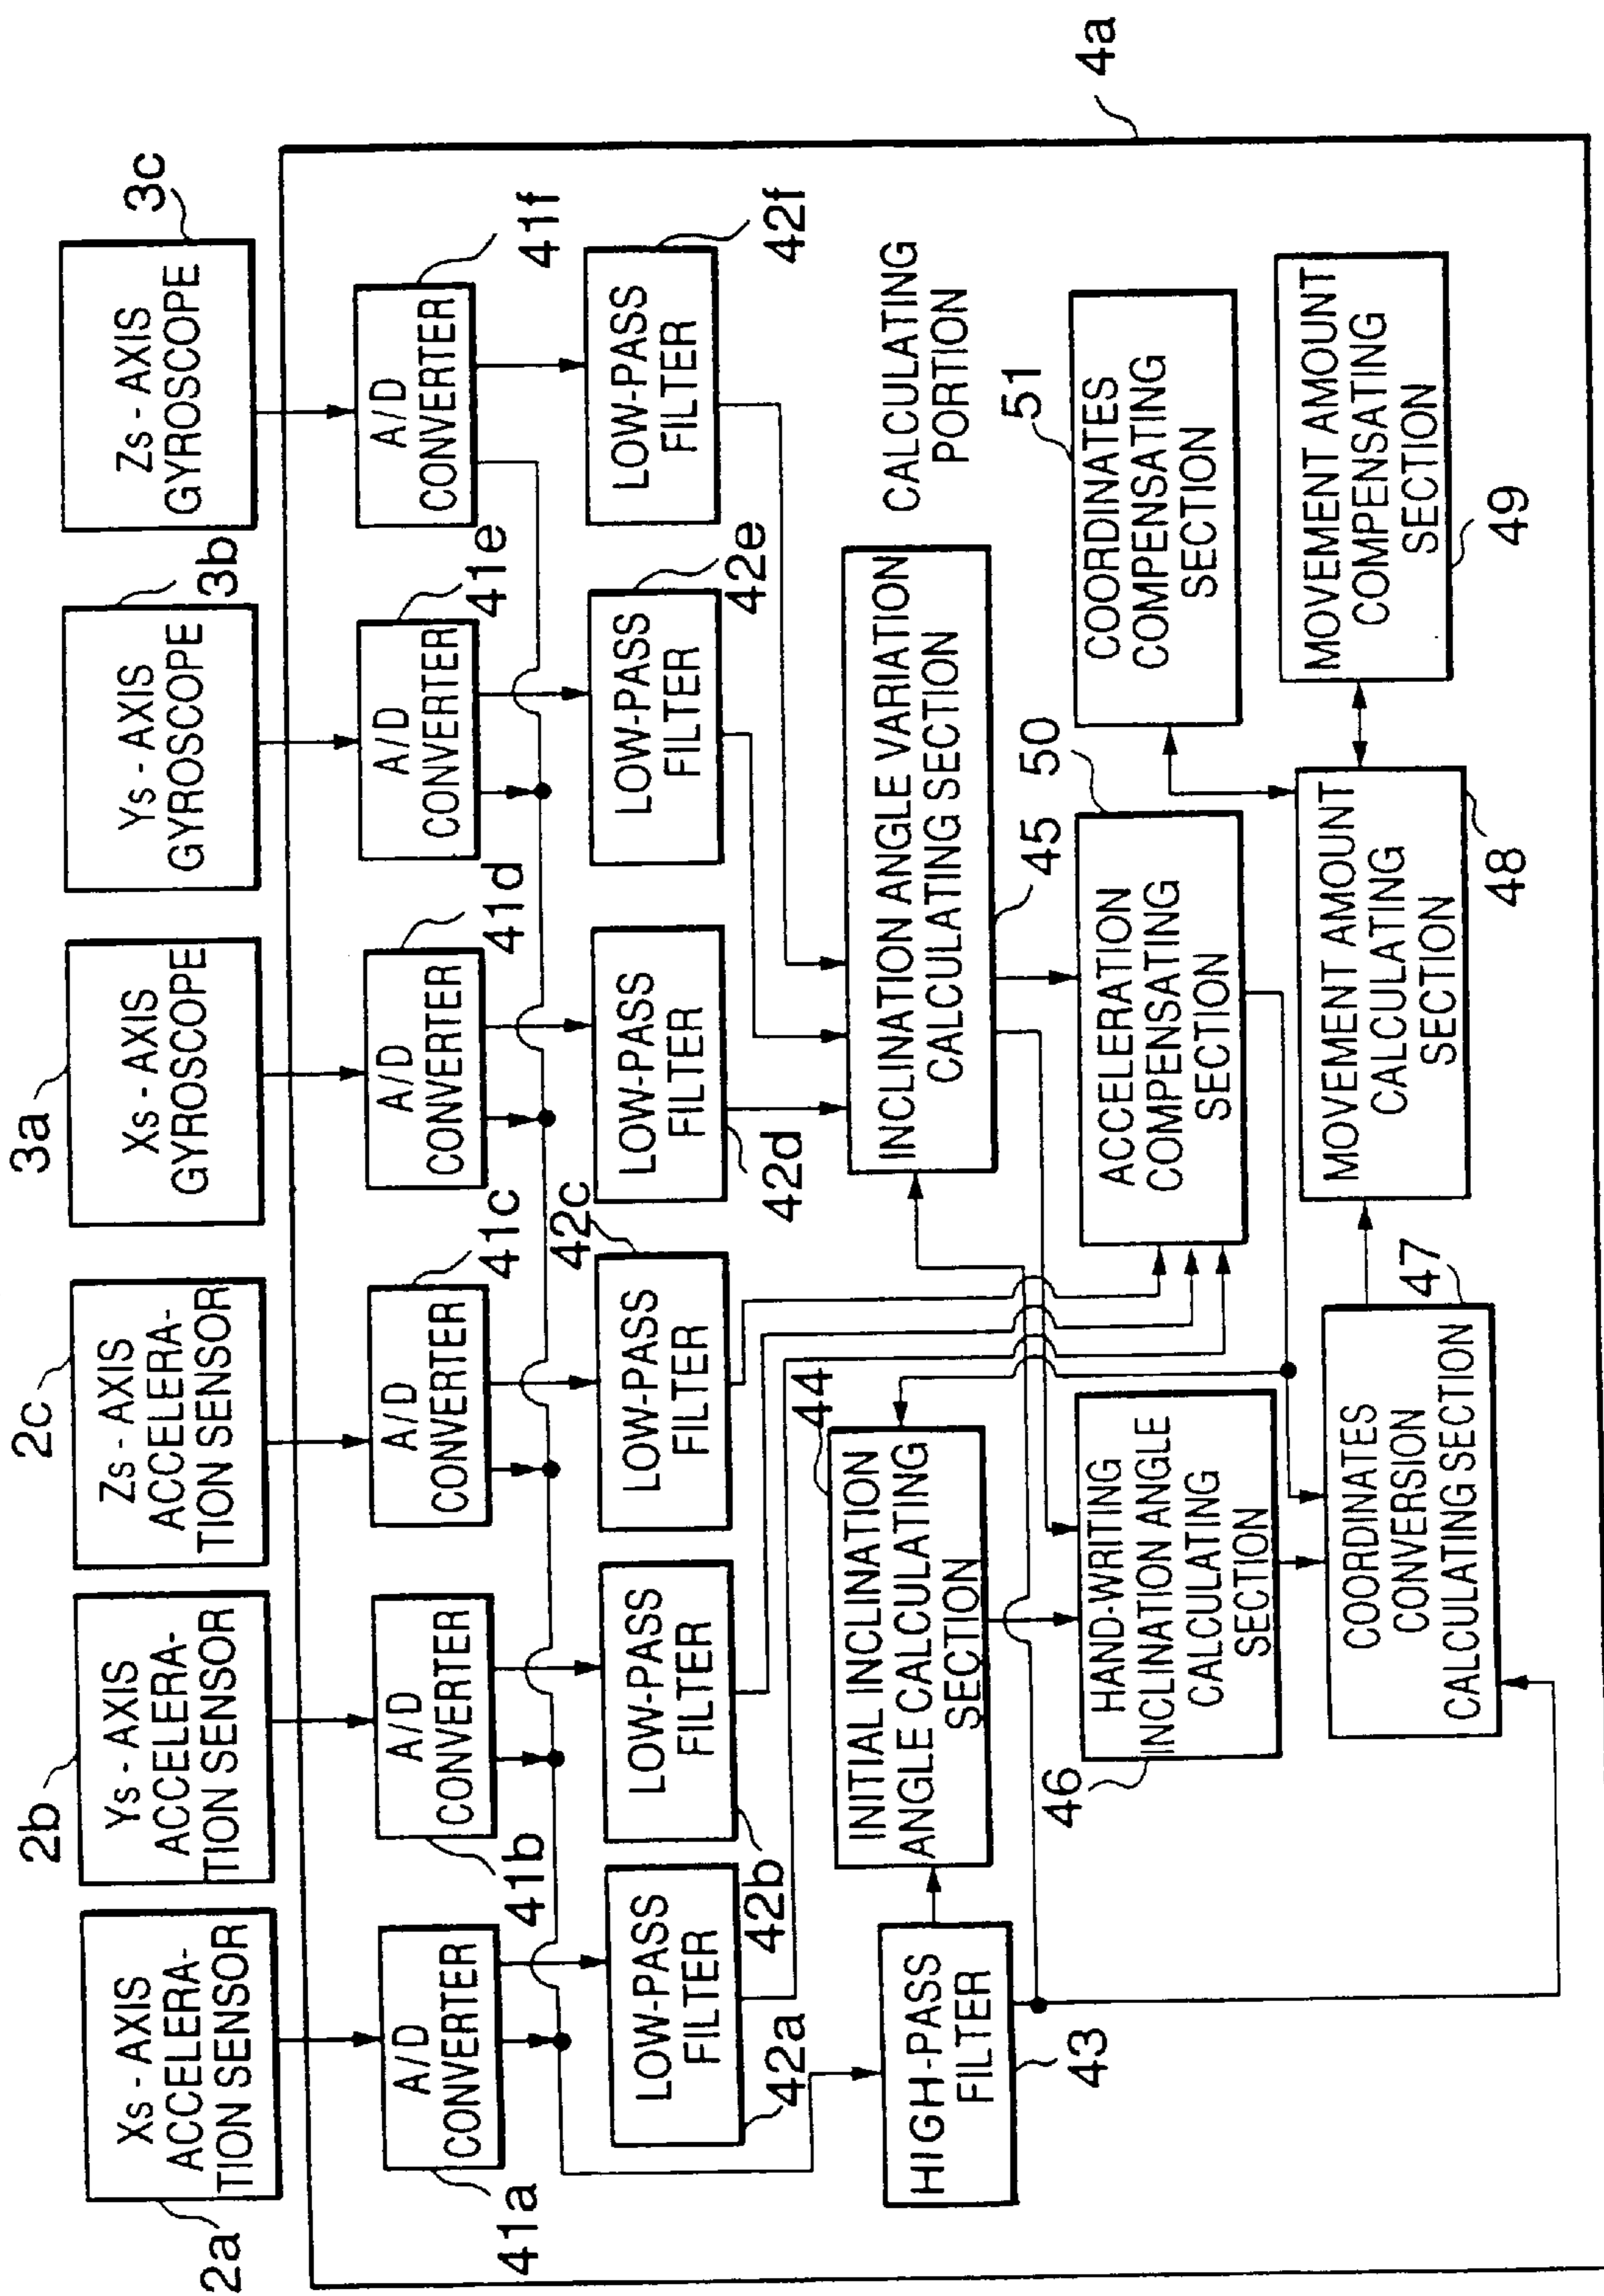 2a
Xs - AXIS
ACCELERA-
TION SENSOR
2b
Ys - AXIS
ACCELERA-
TION SENSOR
2c
Zs - AXIS
ACCELERA-
TION SENSOR
3a
Xs - AXIS
GYROSCOPE
3b
Ys - AXIS
GYROSCOPE
3c
Zs - AXIS
GYROSCOPE
4a
41a
A/D
CONVERTER
41b
A/D
CONVERTER
41c
A/D
CONVERTER
41d
A/D
CONVERTER
41e
A/D
CONVERTER
41f
A/D
CONVERTER
42a
LOW-PASS
FILTER
42b
LOW-PASS
FILTER
42c
LOW-PASS
FILTER
42d
LOW-PASS
FILTER
42e
LOW-PASS
FILTER
42f
LOW-PASS
FILTER
CALCULATING
PORTION
HIGH-PASS
FILTER
43
44
INITIAL INCLINATION
ANGLE CALCULATING
SECTION
INCLINATION ANGLE VARIATION
CALCULATING SECTION
45
46
HAND-WRITING
INCLINATION ANGLE
CALCULATING
SECTION
50
ACCELERATION
COMPENSATING
SECTION
51
COORDINATES
COMPENSATING
SECTION
47
COORDINATES
CONVERSION
CALCULATING SECTION
MOVEMENT AMOUNT
CALCULATING
SECTION
48
MOVEMENT AMOUNT
COMPENSATING
SECTION
49